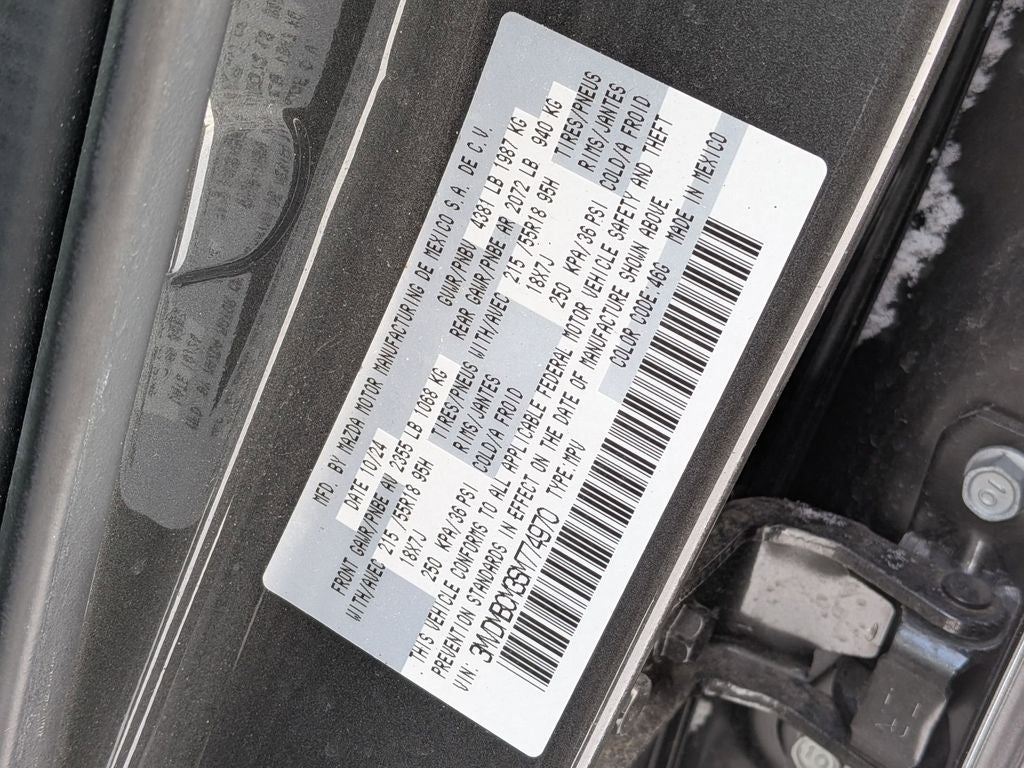 MFD. BY MAZDA MOTOR MANUFACTURING DE MEXICO S. A. DE C. V.
DATE 10/24 GVWR/PNBV 4381 LB 1987 KG
FRONT GAWR/PNBE AV 2355 LB 1068 KG REAR GAWR/PNBE AR 2072 LB 940 KG
WITH/AVEC 215 /55R18 95H TIRES/PNEUS WITH/AVEC 215 /55R18 95H TIRES/PNEUS
18X7J RIMS/JANTES 18X7J RIMS/JANTES
250 KPA/36 PSI COLD/A FROID 250 KPA/36 PSI COLD/A FROID
THIS VEHICLE CONFORMS TO ALL APPLICABLE FEDERAL MOTOR VEHICLE SAFETY AND THEFT
PREVENTION STANDARDS IN EFFECT ON THE DATE OF MANUFACTURE SHOWN ABOVE.
VIN: 3MVDMBCY3SM774970 TYPE:MPV COLOR CODE:46G MADE IN MEXICO
10